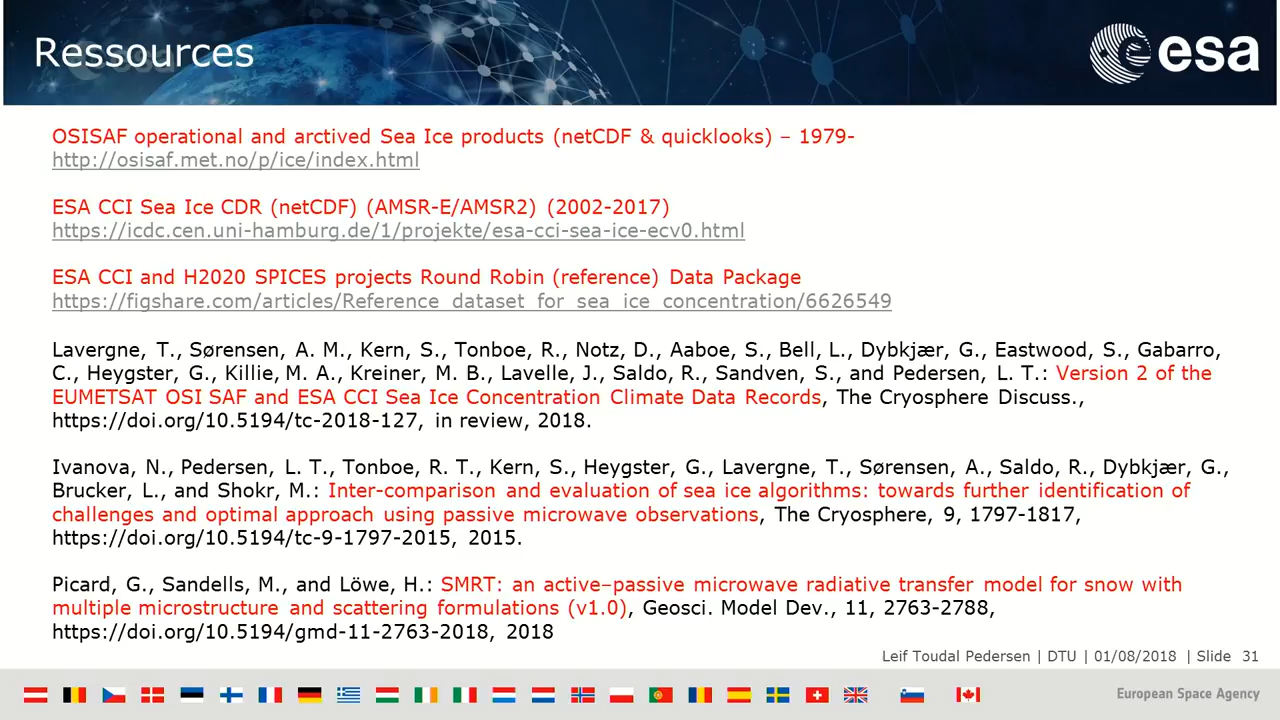 Ressources
esa
OSISAF operational and arctived Sea Ice products (netCDF & quicklooks) – 1979-
http://osisaf.met.no/p/ice/index.html
ESA CCI Sea Ice CDR (netCDF) (AMSR-E/AMSR2) (2002-2017)
https://icdc.cen.uni-hamburg.de/1/projekte/esa-cci-sea-ice-ecv0.html
ESA CCI and H2020 SPICES projects Round Robin (reference) Data Package
https://figshare.com/articles/Reference_dataset_for_sea_ice_concentration/6626549
Lavergne, T., Sørensen, A. M., Kern, S., Tonboe, R., Notz, D., Aaboe, S., Bell, L., Dybkjær, G., Eastwood, S., Gabarro,
C., Heygster, G., Killie, M. A., Kreiner, M. B., Lavelle, J., Saldo, R., Sandven, S., and Pedersen, L. T.: Version 2 of the
EUMETSAT OSI SAF and ESA CCI Sea Ice Concentration Climate Data Records, The Cryosphere Discuss.,
https://doi.org/10.5194/tc-2018-127, in review, 2018.
Ivanova, N., Pedersen, L. T., Tonboe, R. T., Kern, S., Heygster, G., Lavergne, T., Sørensen, A., Saldo, R., Dybkjær, G.,
Brucker, L., and Shokr, M.: Inter-comparison and evaluation of sea ice algorithms: towards further identification of
challenges and optimal approach using passive microwave observations, The Cryosphere, 9, 1797-1817,
https://doi.org/10.5194/tc-9-1797-2015, 2015.
Picard, G., Sandells, M., and Löwe, H.: SMRT: an active–passive microwave radiative transfer model for snow with
multiple microstructure and scattering formulations (v1.0), Geosci. Model Dev., 11, 2763-2788,
https://doi.org/10.5194/gmd-11-2763-2018, 2018
Leif Toudal Pedersen | DTU | 01/08/2018 | Slide 31
European Space Agency